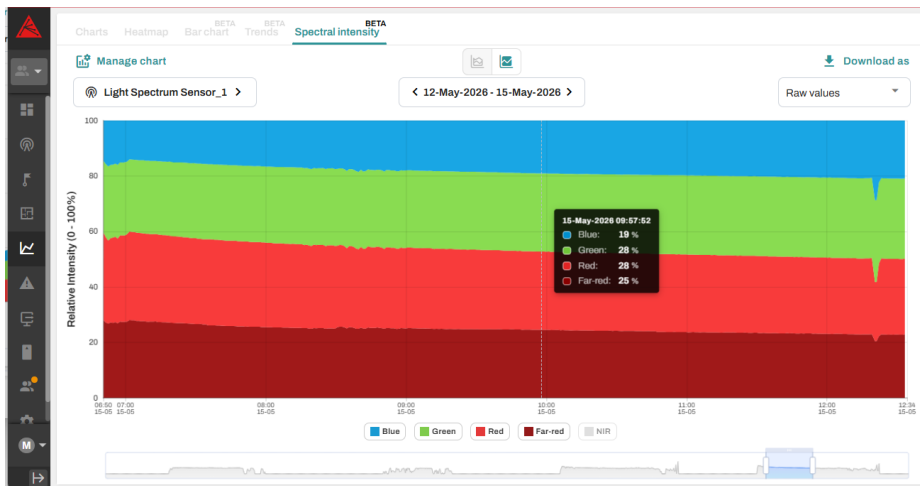 BETA BETA BETA
Charts Heatmap Bar chart Trends Spectral intensity
Manage chart
Download as
Light Spectrum Sensor_1
12-May-2026 - 15-May-2026
Raw values
Relative Intensity (0 - 100%)
100
80
60
40
20
0
15-May-2026 09:57:52
Blue: 19 %
Green: 28 %
Red: 28 %
Far-red: 25 %
06:50 07:00 08:00 09:00 10:00 11:00 12:00 12:34
15-05 15-05 15-05 15-05 15-05 15-05 15-05 15-05
Blue Green Red Far-red NIR
M